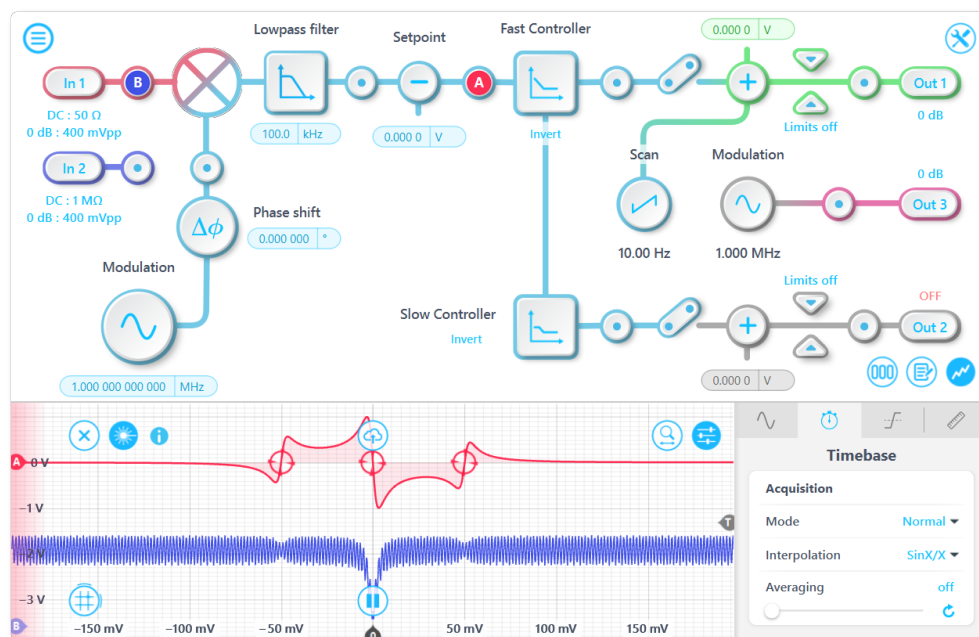 Lowpass filter
Setpoint
Fast Controller
0.000 0 V
In 1
B
A
Out 1
DC : 50 Ω
0 dB : 400 mVpp
100.0 kHz
0.000 0 V
Invert
Limits off
0 dB
In 2
Scan
Modulation
0 dB
DC : 1 MΩ
0 dB : 400 mVpp
Δϕ
Phase shift
0.000 000 °
Out 3
10.00 Hz
1.000 MHz
Modulation
Limits off
Slow Controller
Invert
OFF
Out 2
1.000 000 000 000 MHz
0.000 0 V
A
0 V
−1 V
−2 V
−3 V
B
T
−150 mV
−100 mV
−50 mV
0
50 mV
100 mV
150 mV
Timebase
Acquisition
Mode Normal
Interpolation SinX/X
Averaging off